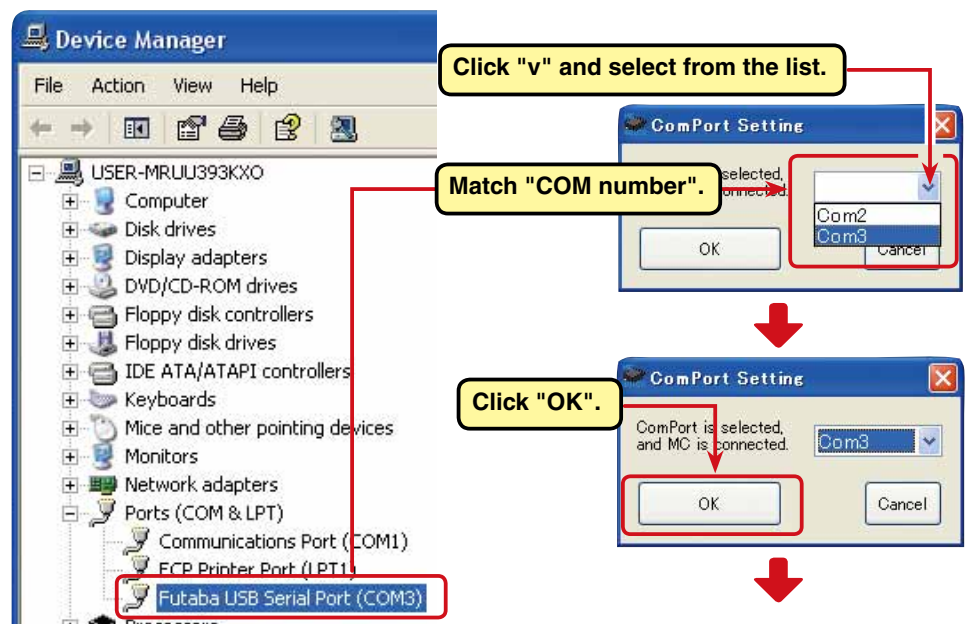 Device Manager
File Action View Help
USER-MRUU393KXO
Computer
Disk drives
Display adapters
DVD/CD-ROM drives
Floppy disk controllers
Floppy disk drives
IDE ATA/ATAPI controllers
Keyboards
Mice and other pointing devices
Monitors
Network adapters
Ports (COM & LPT)
Communications Port (COM1)
ECP Printer Port (LPT1)
Futaba USB Serial Port (COM3)
Click "v" and select from the list.
ComPort Setting
selected,
Match "COM number".
Com2
Com3
OK
Cancel
ComPort Setting
Click "OK".
ComPort is selected,
and MC is connected.
Com3
OK
Cancel